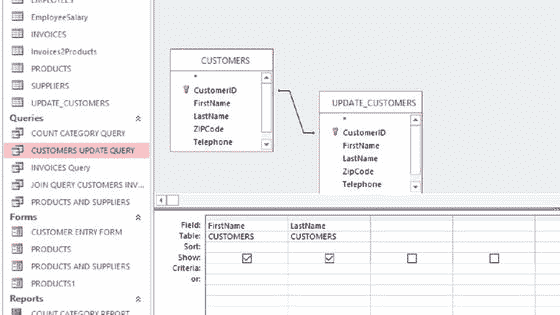 EMPLOYEES
EmployeeSalary
INVOICES
Invoices2Products
PRODUCTS
SUPPLIERS
UPDATE_CUSTOMERS
Queries
COUNT CATEGORY QUERY
CUSTOMERS UPDATE QUERY
INVOICES Query
JOIN QUERY CUSTOMERS INV...
PRODUCTS AND SUPPLIERS
Forms
CUSTOMER ENTRY FORM
PRODUCTS
PRODUCTS AND SUPPLIERS
PRODUCTS1
Reports
COUNT CATEGORY REPORT
CUSTOMERS
*
CustomerID
FirstName
LastName
ZIPCode
Telephone
UPDATE_CUSTOMERS
*
CustomerID
FirstName
LastName
ZipCode
Telephone
Field: FirstName LastName
Table: CUSTOMERS CUSTOMERS
Sort:
Show:
Criteria:
or: